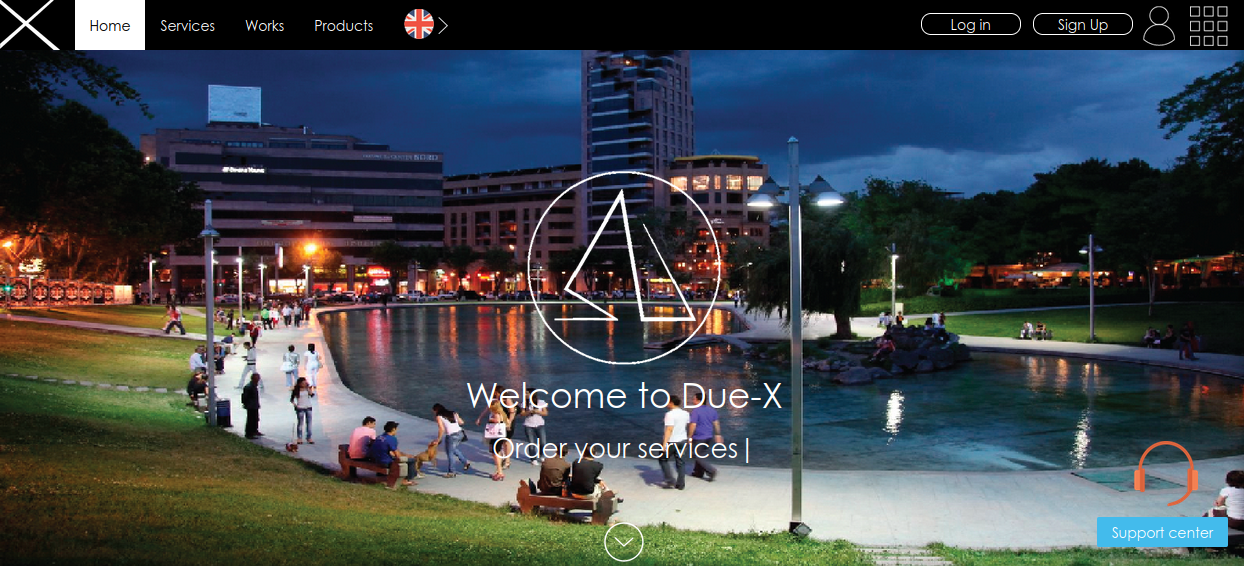 Home
Services
Works
Products
Log in
Sign Up
Welcome to Due-X
Order your services|
Support center